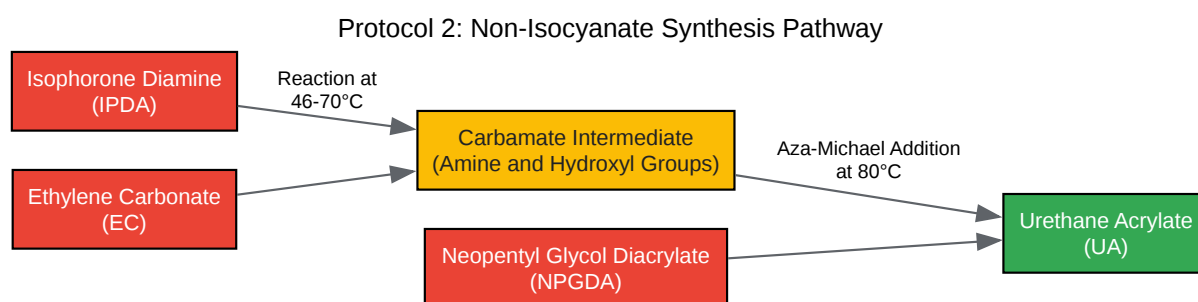 Protocol 2: Non-Isocyanate Synthesis Pathway
Isophorone Diamine
(IPDA)
Reaction at
46-70°C
Ethylene Carbonate
(EC)
Carbamate Intermediate
(Amine and Hydroxyl Groups)
Aza-Michael Addition
at 80°C
Neopentyl Glycol Diacrylate
(NPGDA)
Urethane Acrylate
(UA)